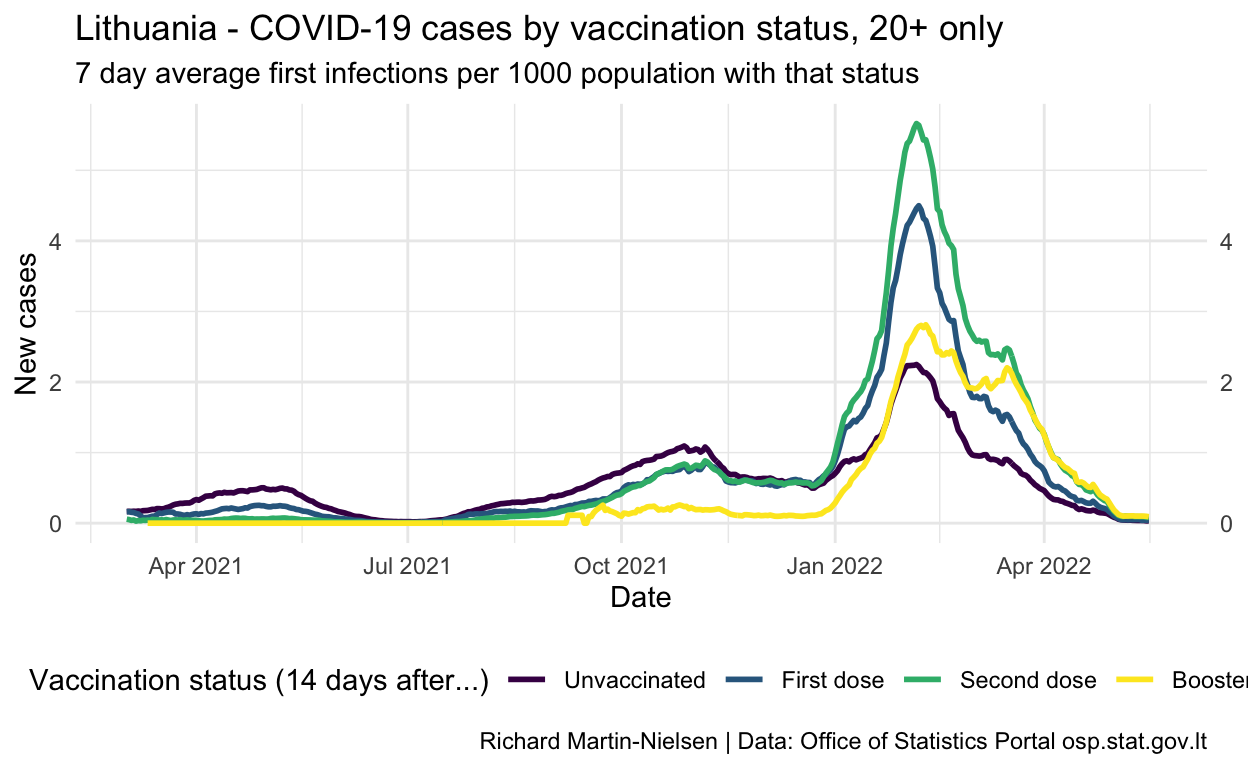 Lithuania - COVID-19 cases by vaccination status, 20+ only
7 day average first infections per 1000 population with that status
New cases
4
2
0
4
2
0
Apr 2021 Jul 2021 Oct 2021 Jan 2022 Apr 2022
Date
Vaccination status (14 days after...) Unvaccinated First dose Second dose Booster
Richard Martin-Nielsen | Data: Office of Statistics Portal osp.stat.gov.lt